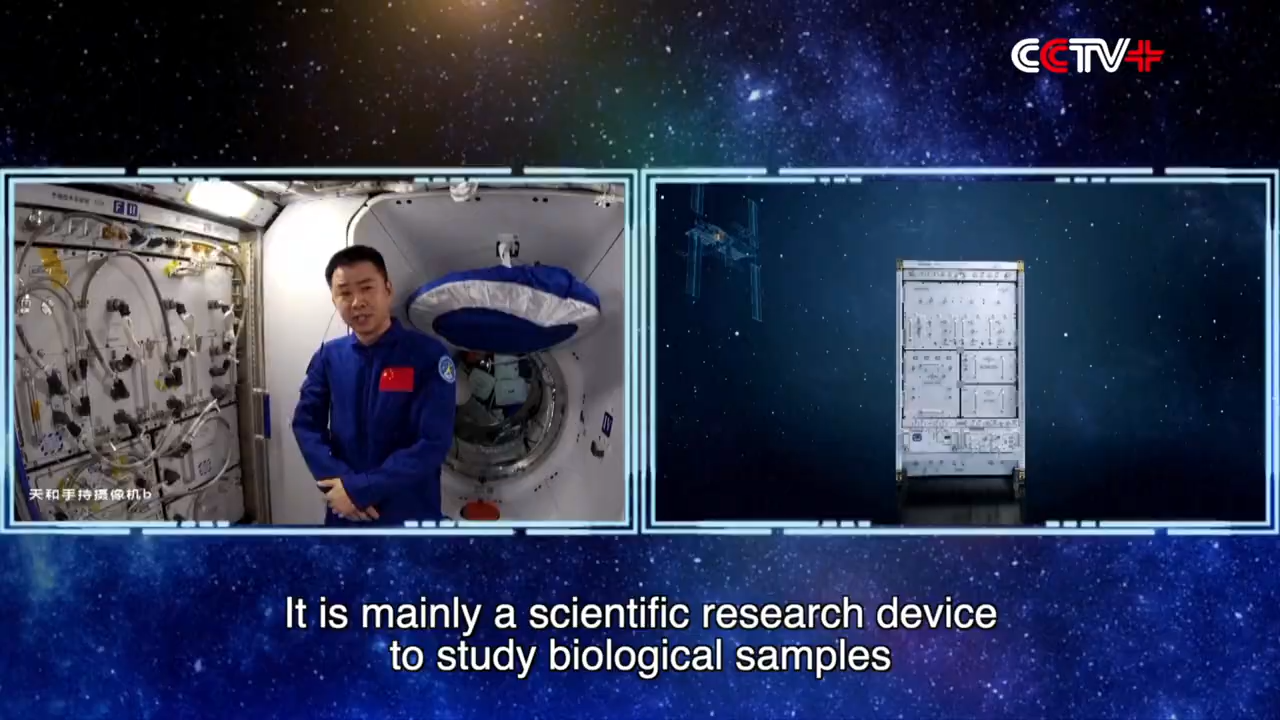 CCTV+
天和手持摄像机b
It is mainly a scientific research device
to study biological samples